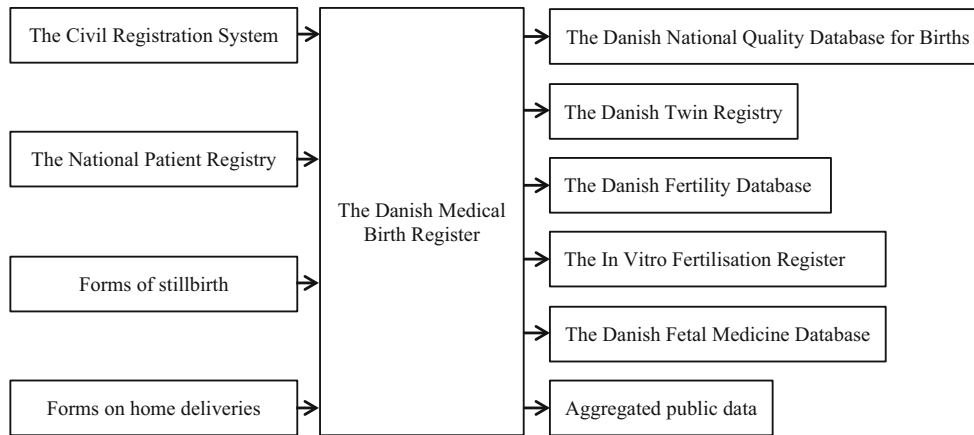 The Civil Registration System
The National Patient Registry
Forms of stillbirth
Forms on home deliveries
The Danish Medical
Birth Register
The Danish National Quality Database for Births
The Danish Twin Registry
The Danish Fertility Database
The In Vitro Fertilisation Register
The Danish Fetal Medicine Database
Aggregated public data